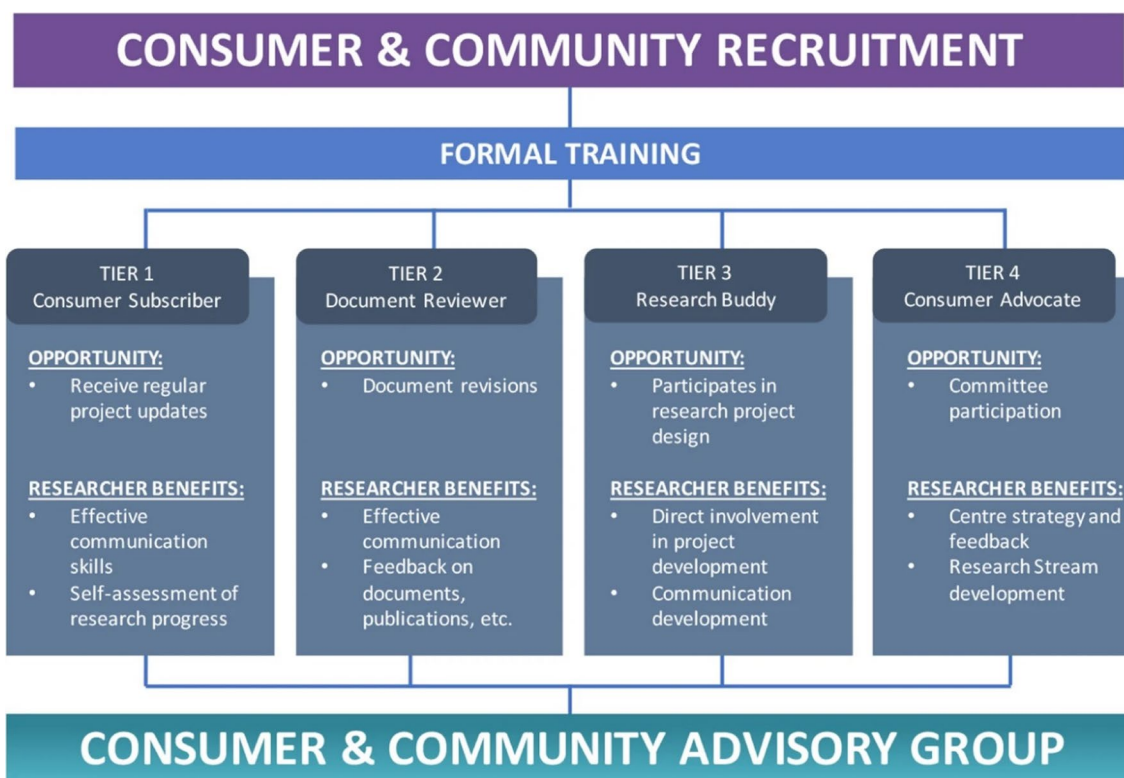 CONSUMER & COMMUNITY RECRUITMENT
FORMAL TRAINING
TIER 1
Consumer Subscriber
OPPORTUNITY:
• Receive regular
project updates
RESEARCHER BENEFITS:
• Effective
communication
skills
• Self-assessment of
research progress
TIER 2
Document Reviewer
OPPORTUNITY:
• Document revisions
RESEARCHER BENEFITS:
• Effective
communication
• Feedback on
documents,
publications, etc.
TIER 3
Research Buddy
OPPORTUNITY:
• Participates in
research project
design
RESEARCHER BENEFITS:
• Direct involvement
in project
development
• Communication
development
TIER 4
Consumer Advocate
OPPORTUNITY:
• Committee
participation
RESEARCHER BENEFITS:
• Centre strategy and
feedback
• Research Stream
development
CONSUMER & COMMUNITY ADVISORY GROUP